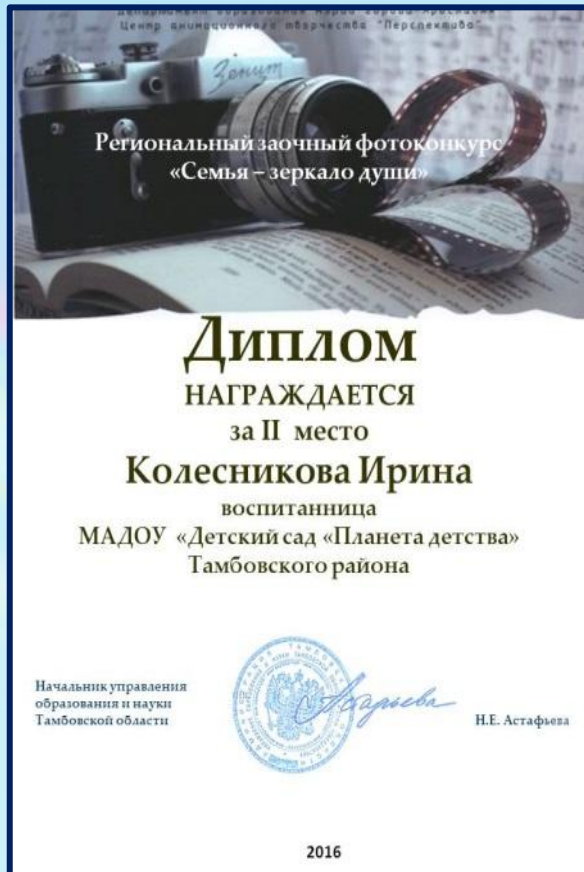 Центр анимационного творчества "Перспектива"
Зенит
Региональный заочный фотоконкурс
«Семья – зеркало души»
Диплом
НАГРАЖДАЕТСЯ
за II место
Колесникова Ирина
воспитанница
МАДОУ «Детский сад «Планета детства»
Тамбовского района
Начальник управления
образования и науки
Тамбовской области
Н.Е. Астафьева
2016